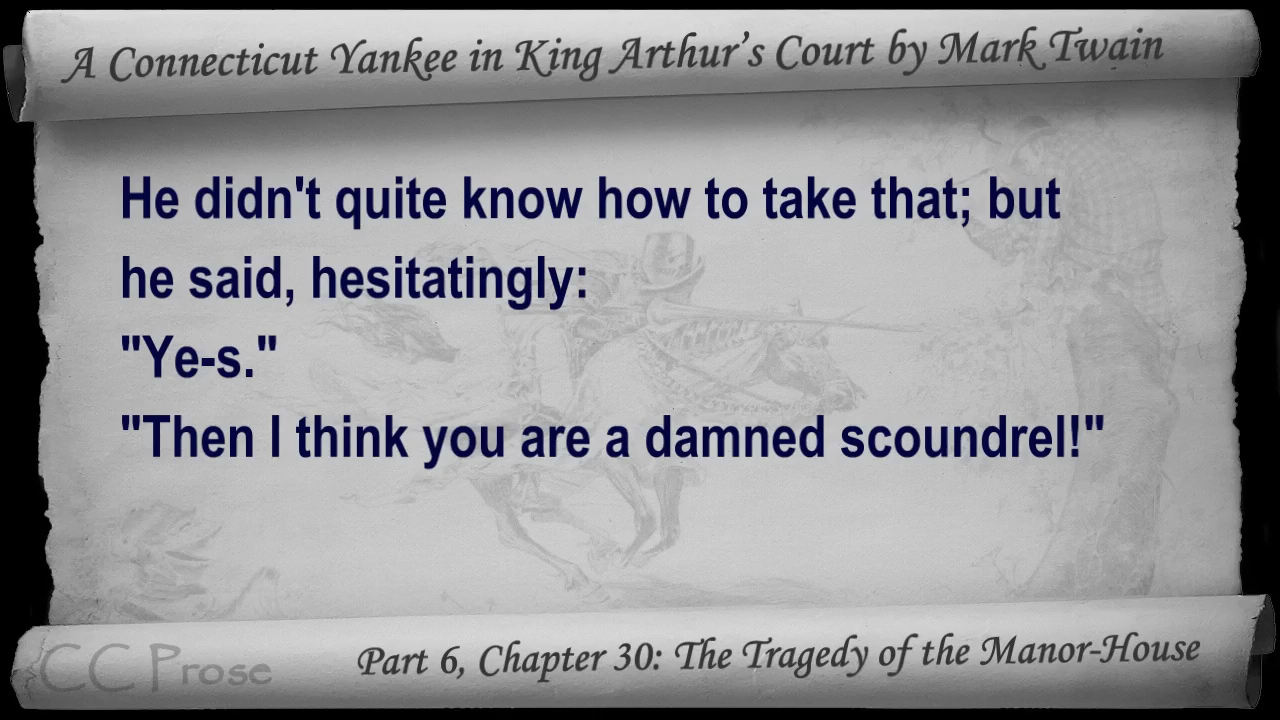 A Connecticut Yankee in King Arthur's Court by Mark Twain
He didn't quite know how to take that; but
he said, hesitatingly:
"Ye-s."
"Then I think you are a damned scoundrel!"
CC Prose
Part 6, Chapter 30: The Tragedy of the Manor-House